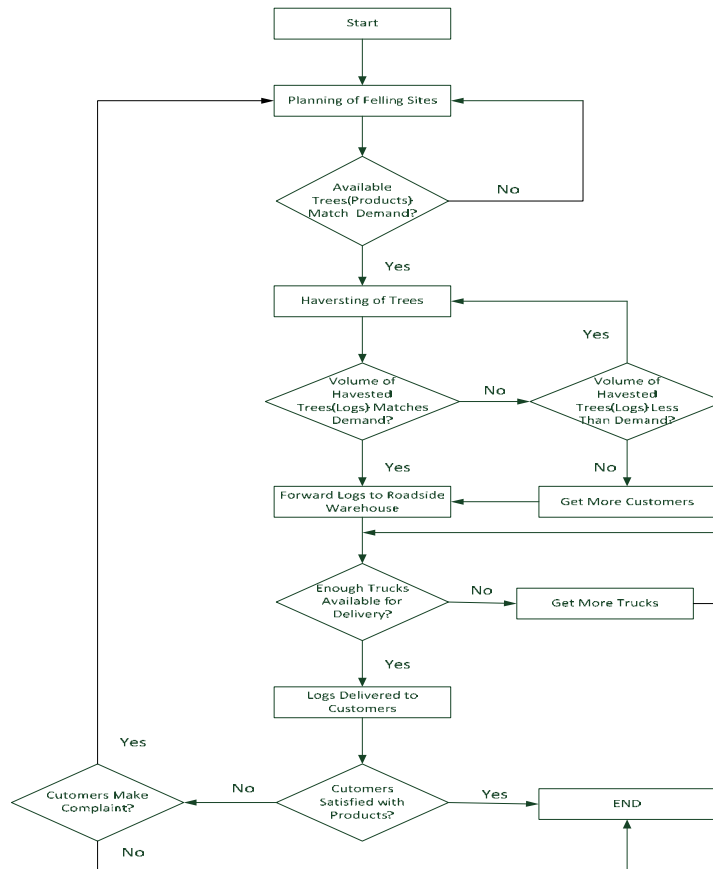 Start
Planning of Felling Sites
Available
Trees(Products)
Match Demand?
No
Yes
Haversting of Trees
Yes
Volume of
Havested
Trees(Logs) Matches
Demand?
No
Volume of
Havested
Trees(Logs) Less
Than Demand?
Yes
No
Forward Logs to Roadside
Warehouse
Get More Customers
Enough Trucks
Available for
Delivery?
No
Get More Trucks
Yes
Logs Delivered to
Customers
Yes
Cutomers Make
Complaint?
No
Cutomers
Satisfied with
Products?
Yes
END
No